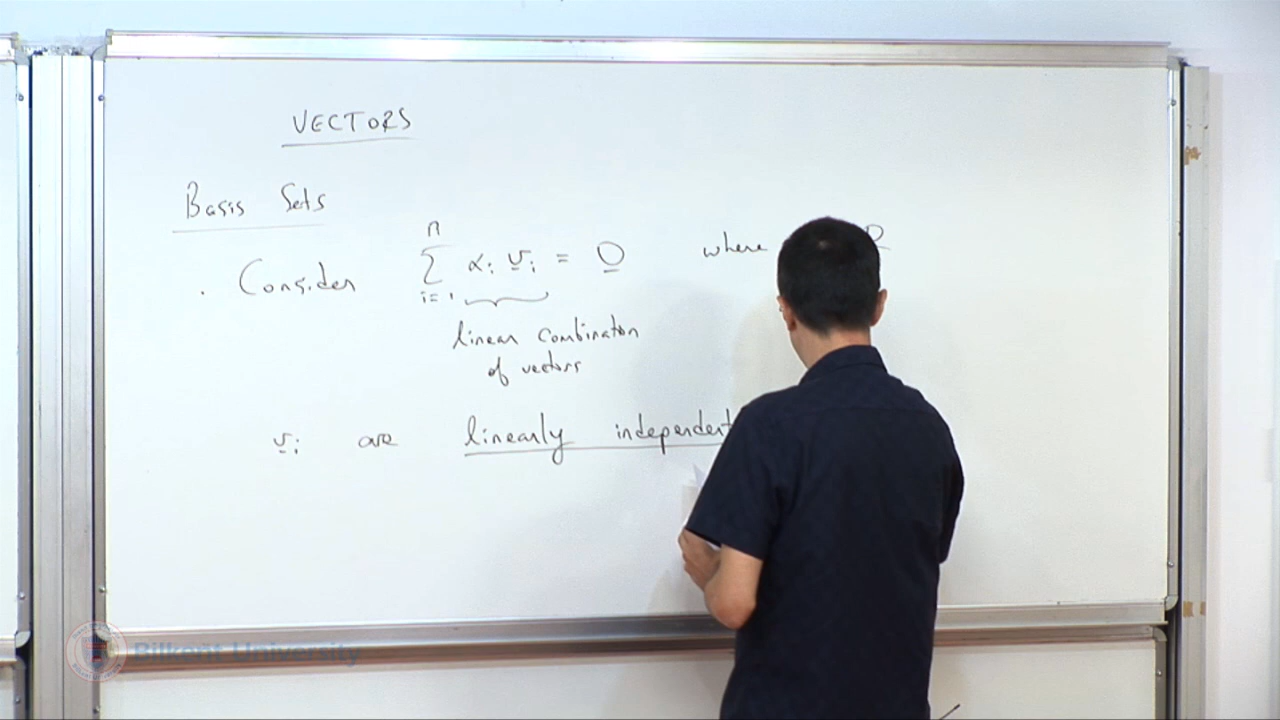 VECTORS
Basis Sets
. Consider n Σ i=1 αᵢ vᵢ = 0 where R
linear combination
of vectors
vᵢ are linearly independent
Bilkent University